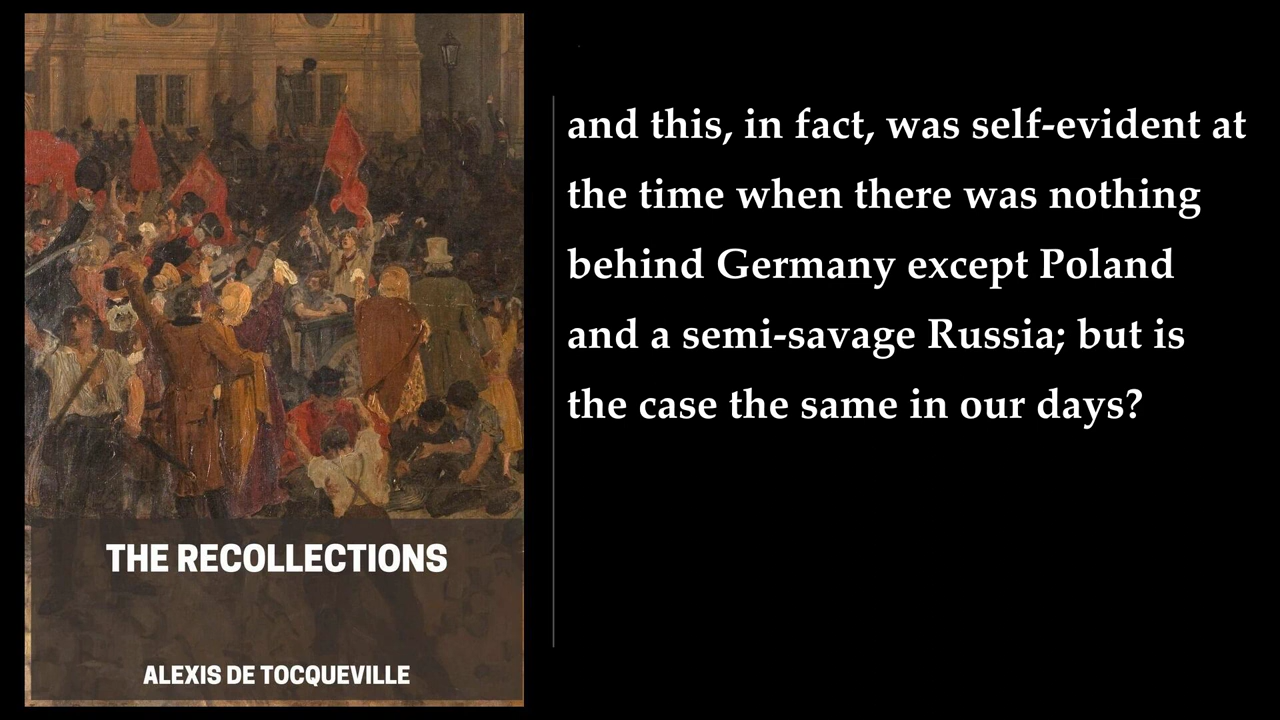 and this, in fact, was self-evident at
the time when there was nothing
behind Germany except Poland
and a semi-savage Russia; but is
the case the same in our days?
THE RECOLLECTIONS
ALEXIS DE TOCQUEVILLE